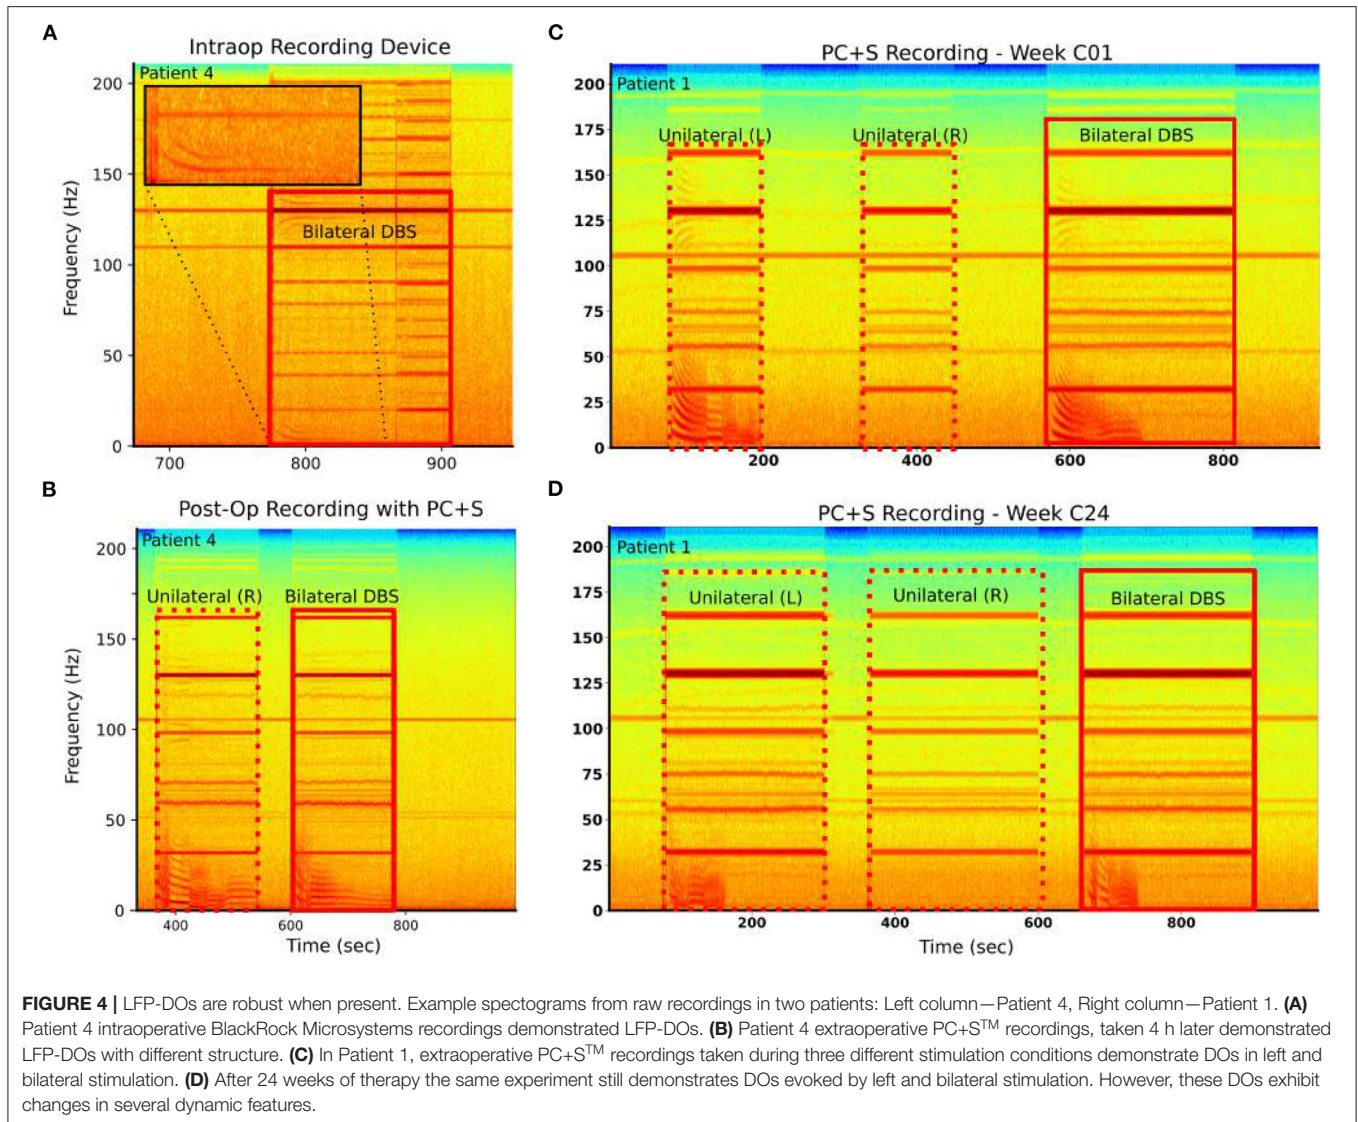 A
Intraop Recording Device
Patient 4
Bilateral DBS
Frequency (Hz)
200
150
100
50
0
700 800 900
B
Post-Op Recording with PC+S
Patient 4
Unilateral (R) Bilateral DBS
Frequency (Hz)
200
150
100
50
0
400 600 800
Time (sec)
C
PC+S Recording - Week C01
Patient 1
Unilateral (L) Unilateral (R) Bilateral DBS
200
175
150
125
100
75
50
25
0
200 400 600 800
D
PC+S Recording - Week C24
Patient 1
Unilateral (L) Unilateral (R) Bilateral DBS
200
175
150
125
100
75
50
25
0
200 400 600 800
Time (sec)
FIGURE 4 | LFP-DOs are robust when present. Example spectograms from raw recordings in two patients: Left column—Patient 4, Right column—Patient 1. (A)
Patient 4 intraoperative BlackRock Microsystems recordings demonstrated LFP-DOs. (B) Patient 4 extraoperative PC+S™ recordings, taken 4 h later demonstrated
LFP-DOs with different structure. (C) In Patient 1, extraoperative PC+S™ recordings taken during three different stimulation conditions demonstrate DOs in left and
bilateral stimulation. (D) After 24 weeks of therapy the same experiment still demonstrates DOs evoked by left and bilateral stimulation. However, these DOs exhibit
changes in several dynamic features.